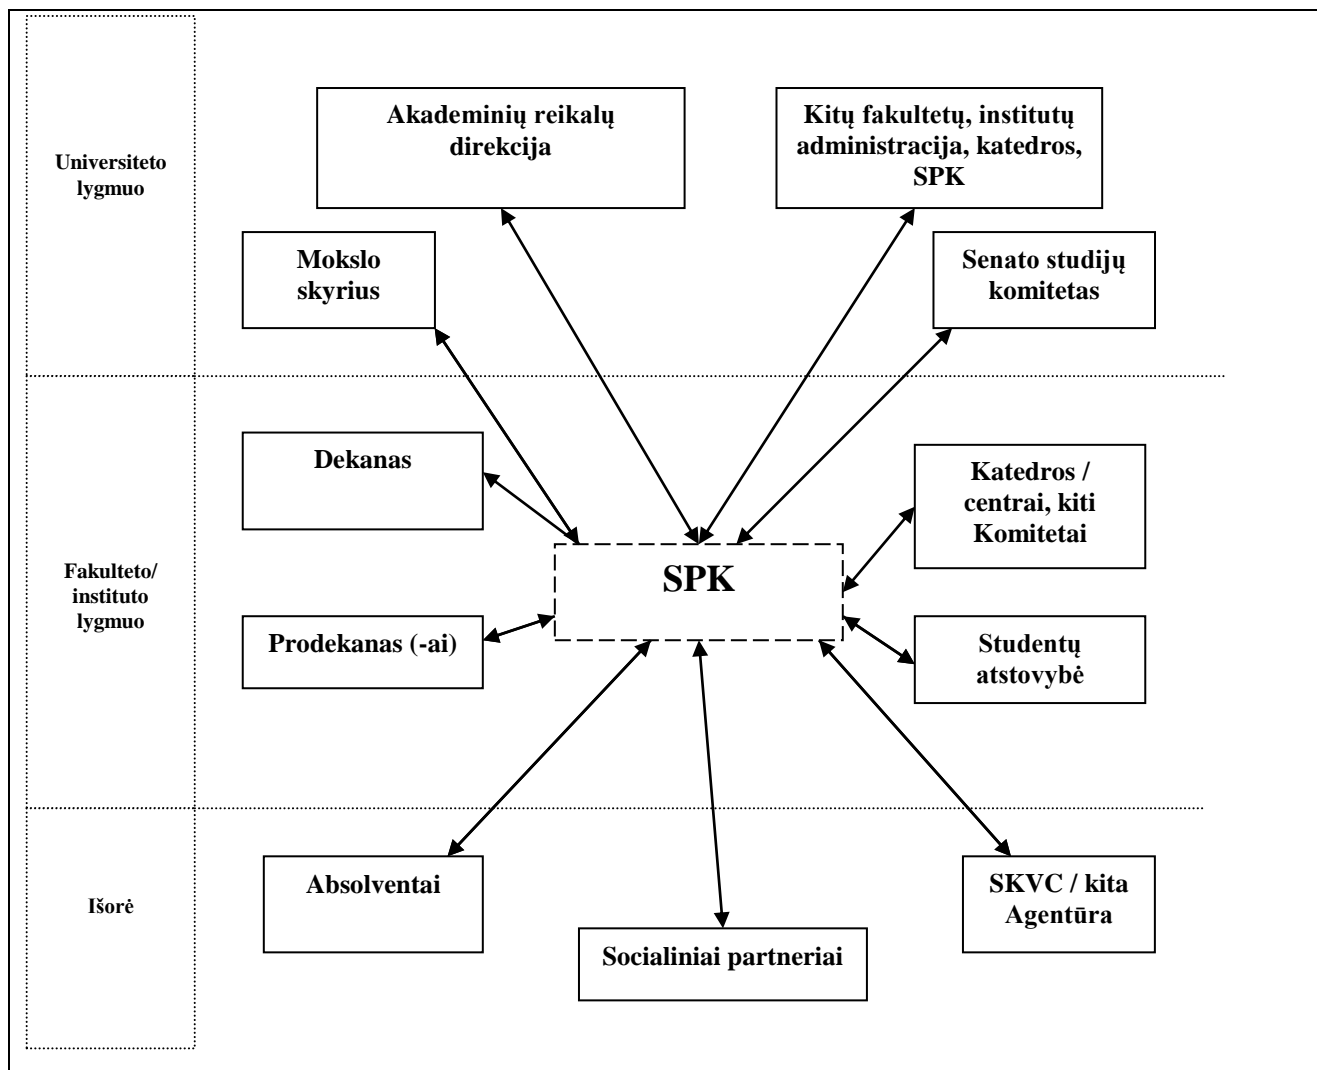 Universiteto
lygmuo
Akademinių reikalų
direkcija
Kitų fakultetų, institutų
administracija, katedros,
SPK
Mokslo
skyrius
Senato studijų
komitetas
Fakulteto/
instituto
lygmuo
Dekanas
Katedros /
centrai, kiti
Komitetai
SPK
Prodekanas (-ai)
Studentų
atstovybė
Išorė
Absolventai
Socialiniai partneriai
SKVC / kita
Agentūra